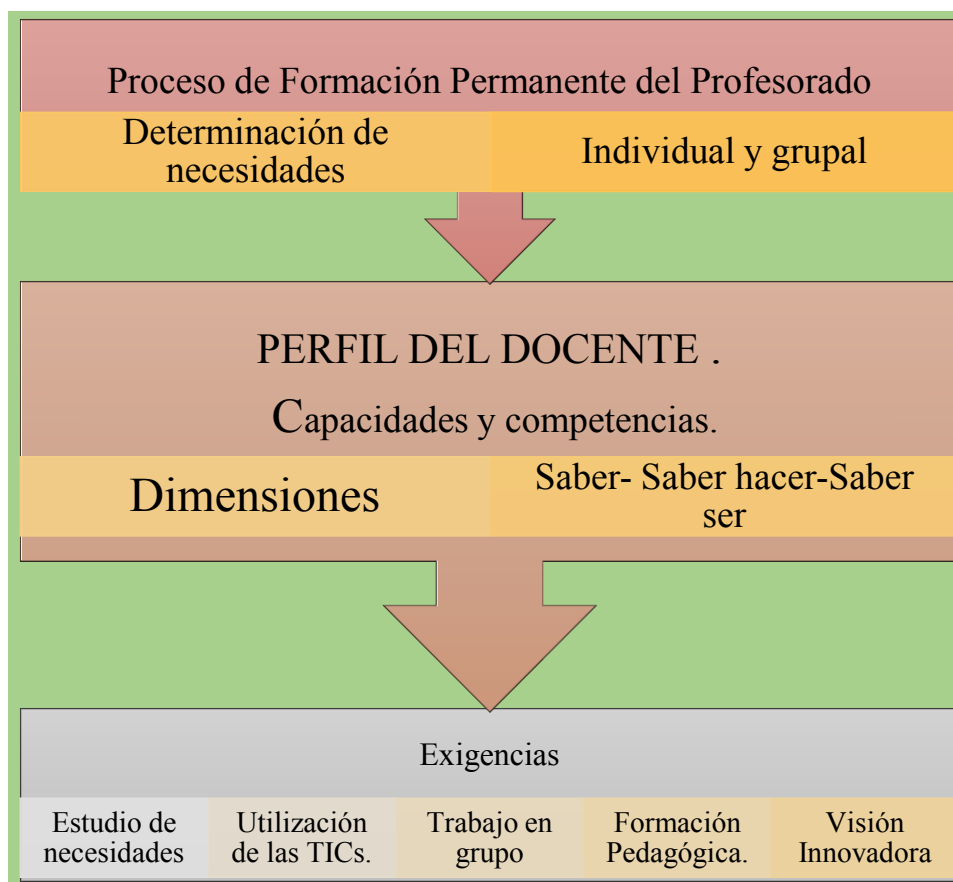 Proceso de Formación Permanente del Profesorado
Determinación de
necesidades
Individual y grupal
PERFIL DEL DOCENTE .
Capacidades y competencias.
Dimensiones
Saber- Saber hacer-Saber
ser
Exigencias
Estudio de
necesidades
Utilización
de las TICs.
Trabajo en
grupo
Formación
Pedagógica.
Visión
Innovadora